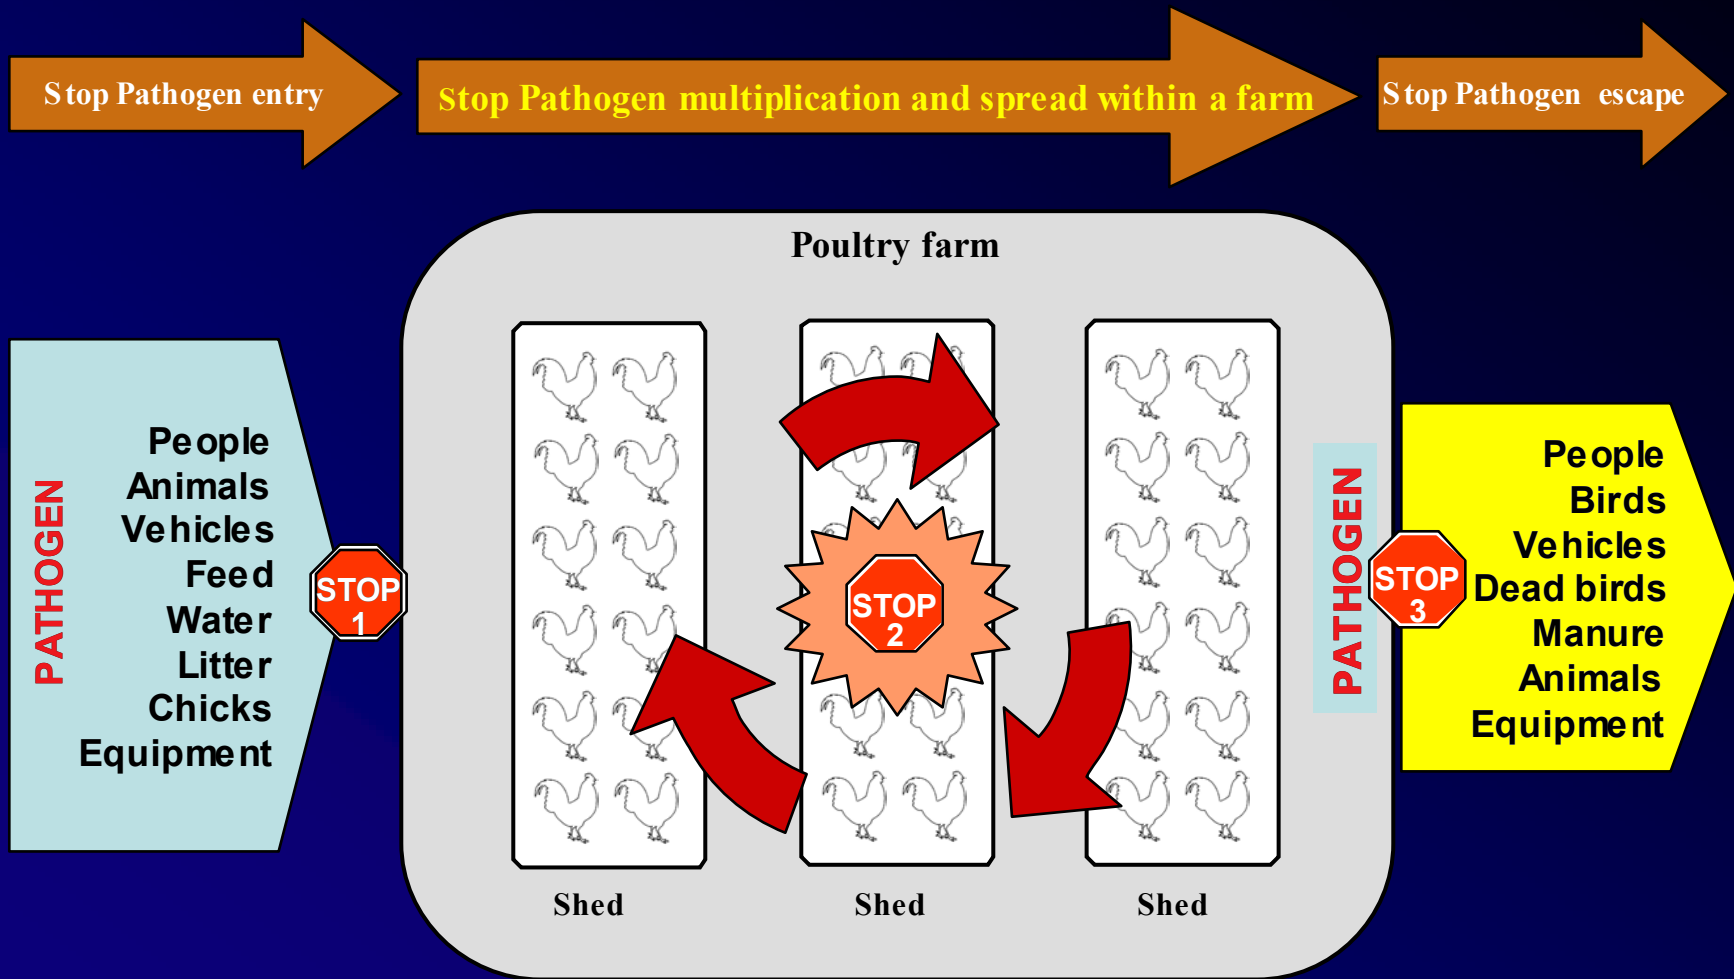 Stop Pathogen entry
Stop Pathogen multiplication and spread within a farm
Stop Pathogen escape
Poultry farm
PATHOGEN
People
Animals
Vehicles
Feed
Water
Litter
Chicks
Equipment
STOP
1
STOP
2
PATHOGEN
STOP
3
People
Birds
Vehicles
Dead birds
Manure
Animals
Equipment
Shed
Shed
Shed